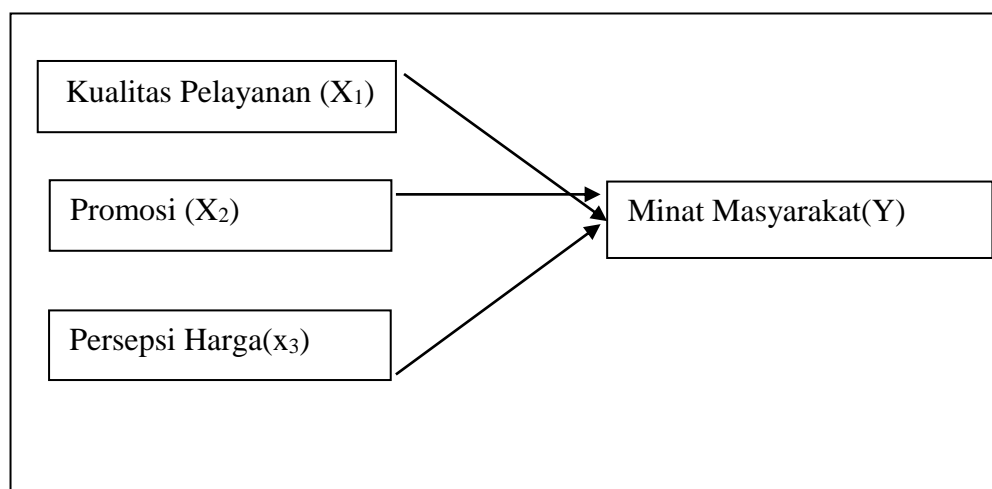 Kualitas Pelayanan (X₁)
Promosi (X₂)
Minat Masyarakat(Y)
Persepsi Harga(x₃)